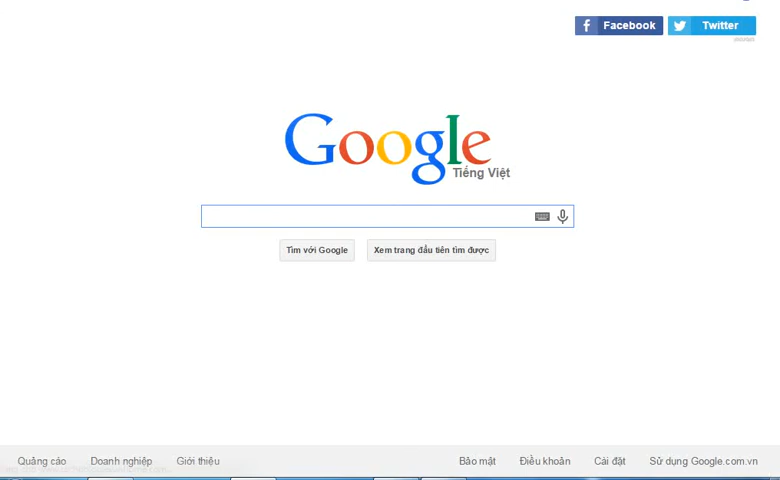 Facebook
Twitter
Google
Tiếng Việt
Tìm với Google
Xem trang đầu tiên tìm được
Quảng cáo Doanh nghiệp Giới thiệu Bảo mật Điều khoản Cài đặt Sử dụng Google.com.vn